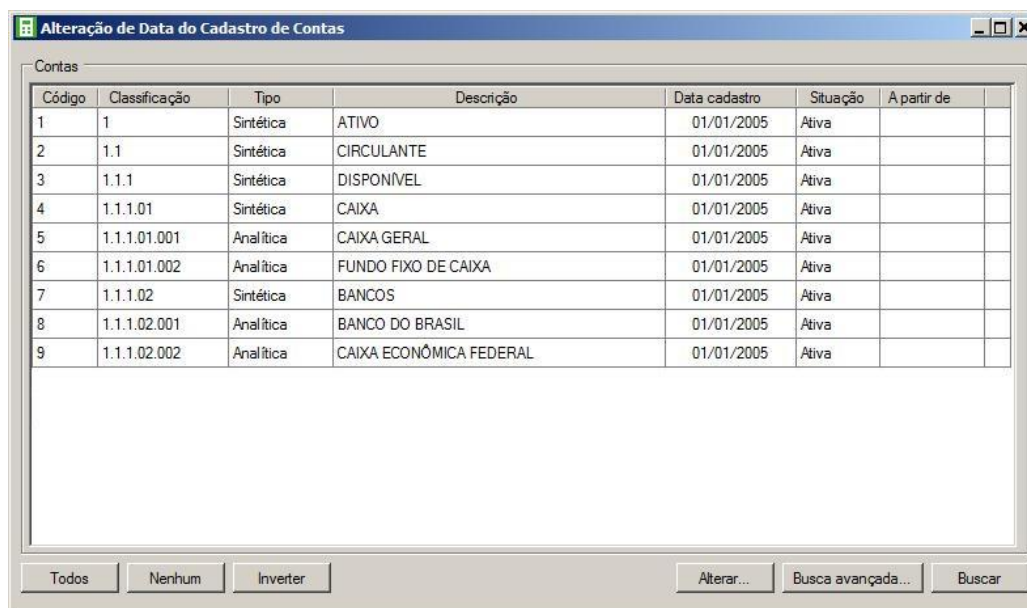 Alteração de Data do Cadastro de Contas
Contas
Código Classificação Tipo Descrição Data cadastro Situação A partir de
1 1 Sintética ATIVO 01/01/2005 Ativa
2 1.1 Sintética CIRCULANTE 01/01/2005 Ativa
3 1.1.1 Sintética DISPONÍVEL 01/01/2005 Ativa
4 1.1.1.01 Sintética CAIXA 01/01/2005 Ativa
5 1.1.1.01.001 Analítica CAIXA GERAL 01/01/2005 Ativa
6 1.1.1.01.002 Analítica FUNDO FIXO DE CAIXA 01/01/2005 Ativa
7 1.1.1.02 Sintética BANCOS 01/01/2005 Ativa
8 1.1.1.02.001 Analítica BANCO DO BRASIL 01/01/2005 Ativa
9 1.1.1.02.002 Analítica CAIXA ECONÔMICA FEDERAL 01/01/2005 Ativa
Todos Nenhum Inverter Alterar... Busca avançada... Buscar